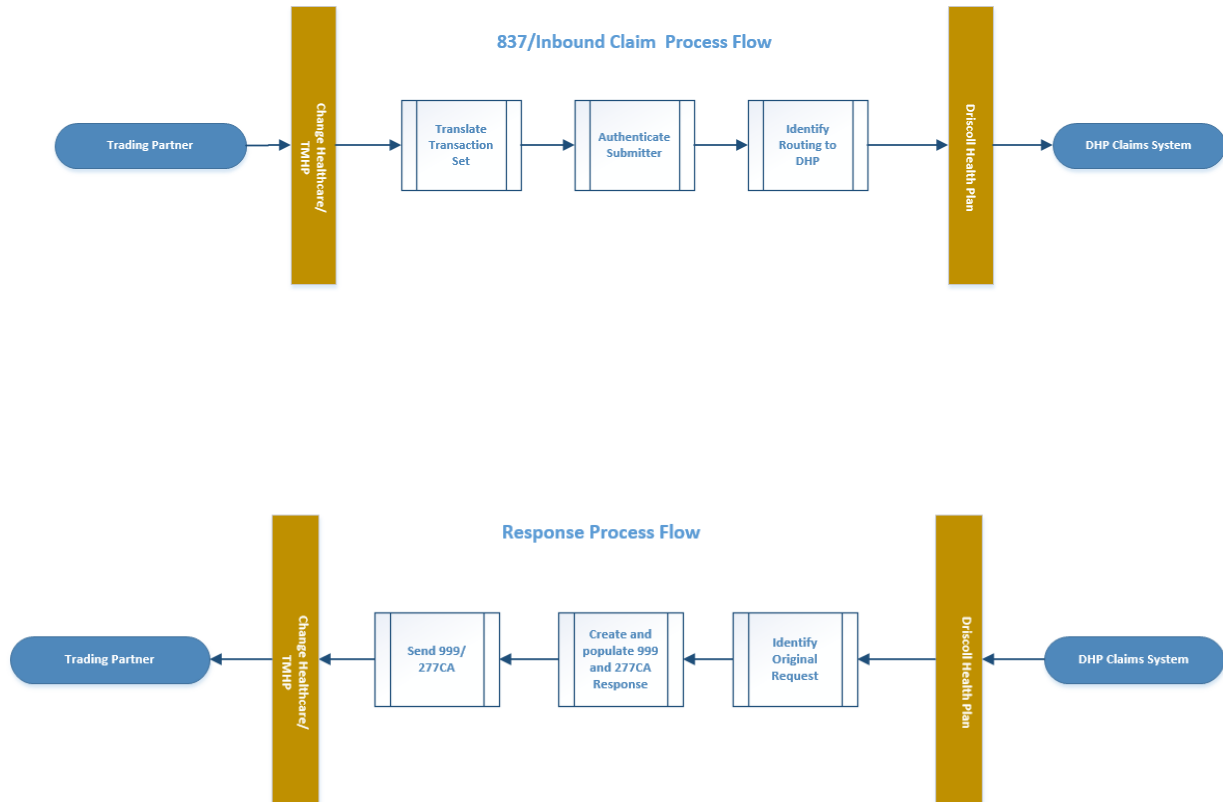 837/Inbound Claim Process Flow
Trading Partner
Change Healthcare/
TMHP
Translate
Transaction
Set
Authenticate
Submitter
Identify
Routing to
DHP
Driscoll Health Plan
DHP Claims System
Response Process Flow
Trading Partner
Change Healthcare/
TMHP
Send 999/
277CA
Create and
populate 999
and 277CA
Response
Identify
Original
Request
Driscoll Health Plan
DHP Claims System